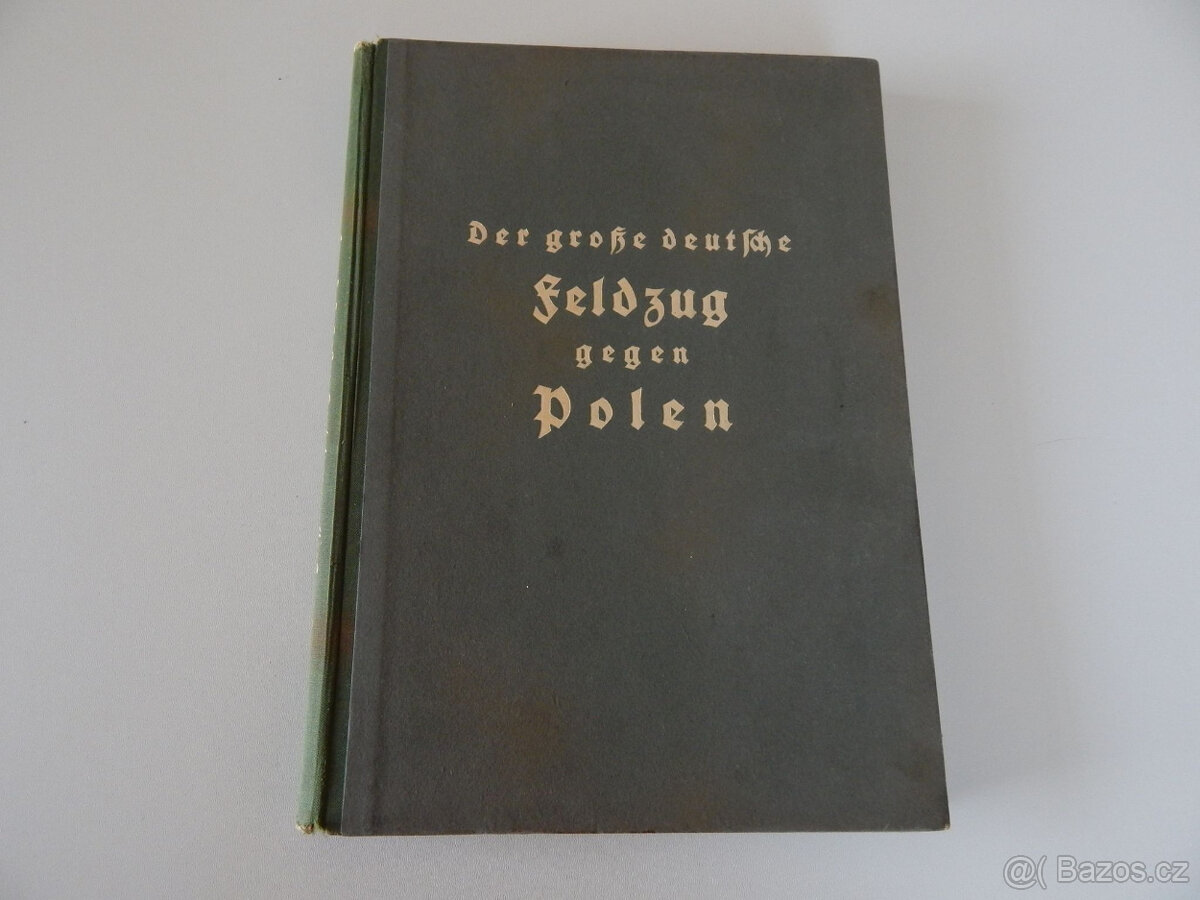 Der große deutsche
Feldzug
gegen
Polen
@( Bazos.cz